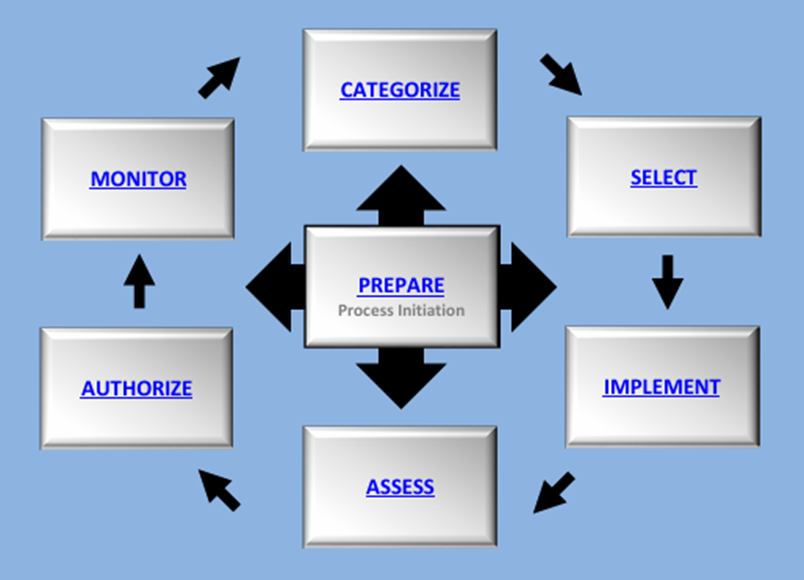 CATEGORIZE
MONITOR
SELECT
PREPARE
Process Initiation
AUTHORIZE
IMPLEMENT
ASSESS